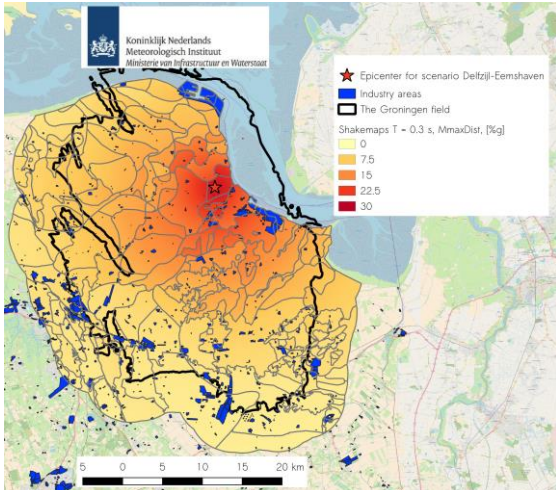 Koninklijk Nederlands
Meteorologisch Instituut
Ministerie van Infrastructuur en Waterstaat
Epicenter for scenario Delfzijl-Eemshaven
Industry areas
The Groningen field
Shakemaps T = 0.3 s, MmaxDist, [%g]
0
7.5
15
22.5
30
5 0 5 10 15 20 km